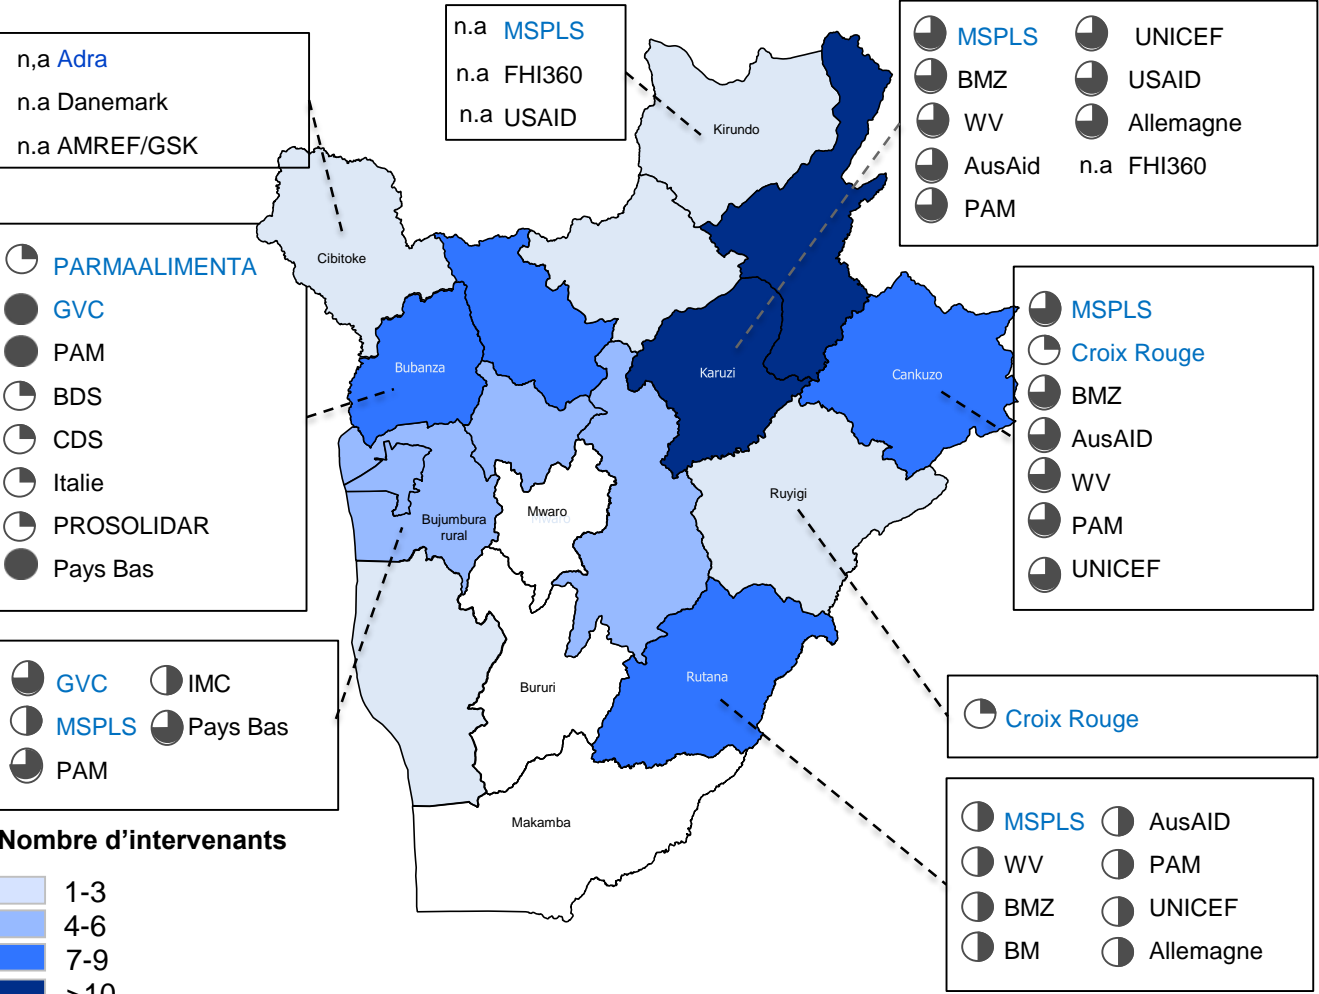 n,a Adra
n.a Danemark
n.a AMREF/GSK
n.a MSPLS
n.a FHI360
n.a USAID
MSPLS UNICEF
BMZ USAID
WV Allemagne
AusAid n.a FHI360
PAM
PARMAALIMENTA
GVC
PAM
BDS
CDS
Italie
PROSOLIDAR
Pays Bas
MSPLS
Croix Rouge
BMZ
AusAID
WV
PAM
UNICEF
GVC IMC
MSPLS Pays Bas
PAM
Croix Rouge
MSPLS AusAID
WV PAM
BMZ UNICEF
BM Allemagne
Kirundo
Cibitoke
Bubanza
Karuzi
Cankuzo
Ruyigi
Mwaro
Mwaro
Bujumbura
rural
Rutana
Bururi
Makamba
Nombre d’intervenants
1-3
4-6
7-9
>10